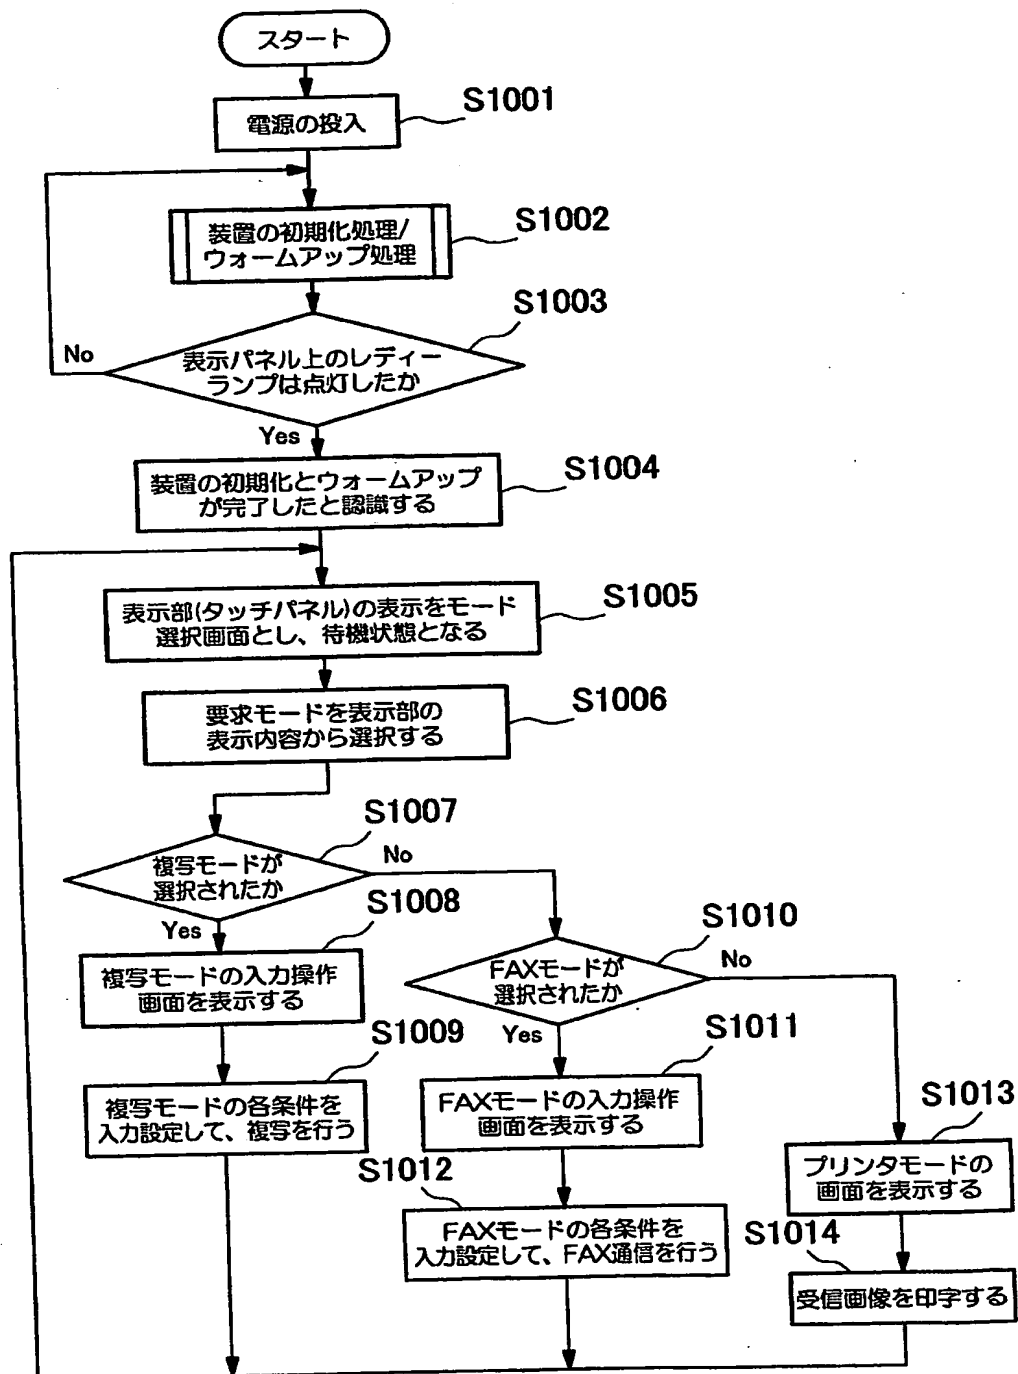 スタート
S1001
電源の投入
S1002
装置の初期化処理/
ウォームアップ処理
S1003
No
表示パネル上のレディー
ランプは点灯したか
Yes
S1004
装置の初期化とウォームアップ
が完了したと認識する
S1005
表示部(タッチパネル)の表示をモード
選択画面とし、待機状態となる
S1006
要求モードを表示部の
表示内容から選択する
S1007
複写モードが
選択されたか
No
Yes
S1008
複写モードの入力操作
画面を表示する
S1009
複写モードの各条件を
入力設定して、複写を行う
S1010
FAXモードが
選択されたか
No
Yes
S1011
FAXモードの入力操作
画面を表示する
S1012
FAXモードの各条件を
入力設定して、FAX通信を行う
S1013
プリンタモードの
画面を表示する
S1014
受信画像を印字する